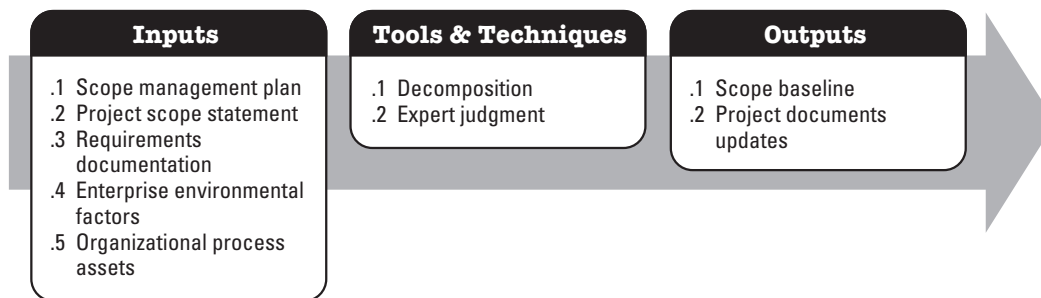 Inputs
.1 Scope management plan
.2 Project scope statement
.3 Requirements
documentation
.4 Enterprise environmental
factors
.5 Organizational process
assets
Tools & Techniques
.1 Decomposition
.2 Expert judgment
Outputs
.1 Scope baseline
.2 Project documents
updates